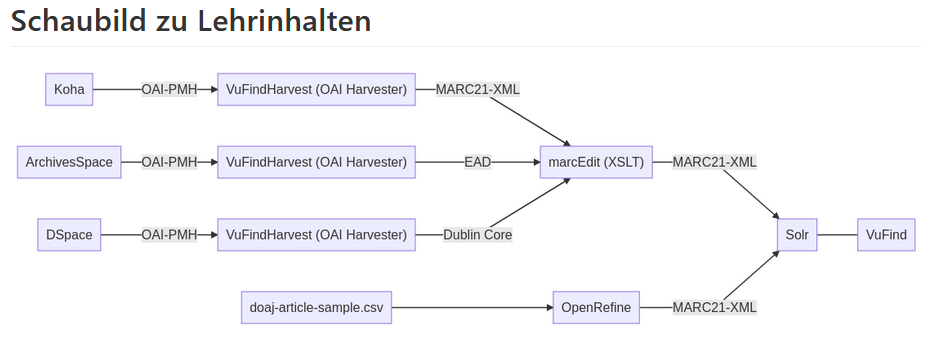 Schaubild zu Lehrinhalten
Koha OAI-PMH VuFindHarvest (OAI Harvester) MARC21-XML
ArchivesSpace OAI-PMH VuFindHarvest (OAI Harvester) EAD marcEdit (XSLT) MARC21-XML
DSpace OAI-PMH VuFindHarvest (OAI Harvester) Dublin Core Solr VuFind
doaj-article-sample.csv OpenRefine MARC21-XML